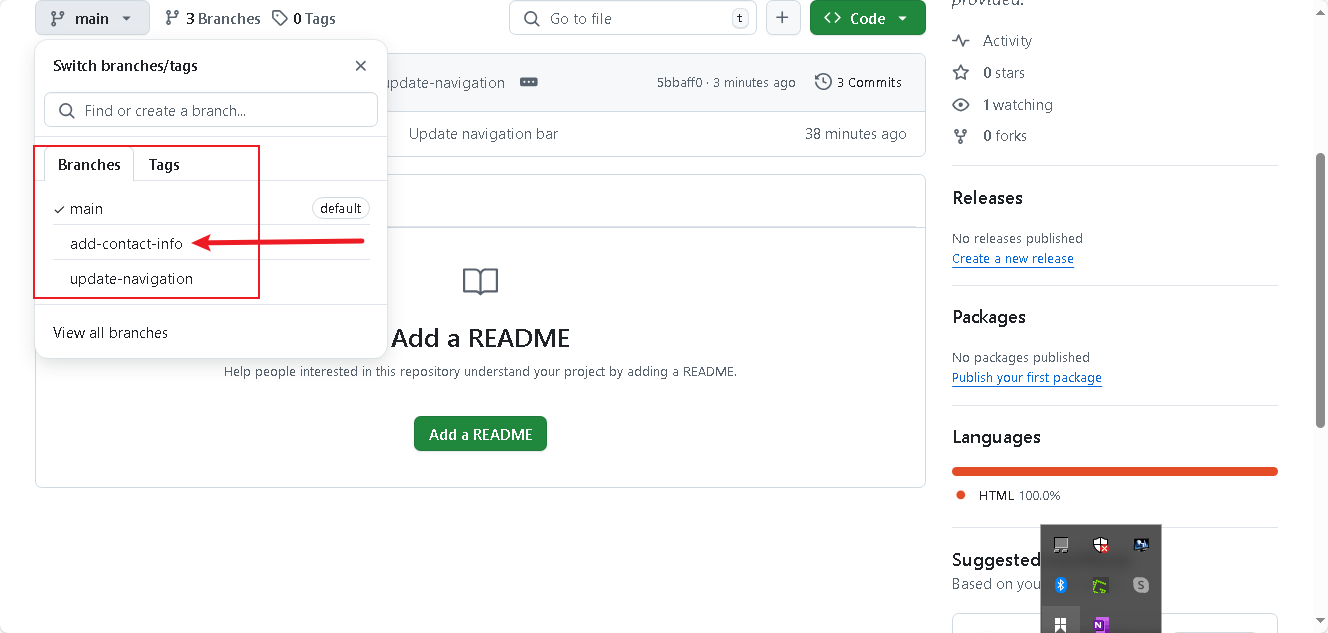 provided.
main
3 Branches
0 Tags
Go to file
t
Code
Switch branches/tags
Find or create a branch...
Branches
Tags
main
default
add-contact-info
update-navigation
View all branches
update-navigation
5bbaff0 · 3 minutes ago
3 Commits
Update navigation bar
38 minutes ago
Add a README
Help people interested in this repository understand your project by adding a README.
Add a README
Activity
0 stars
1 watching
0 forks
Releases
No releases published
Create a new release
Packages
No packages published
Publish your first package
Languages
HTML 100.0%
Suggested
Based on you
S
N